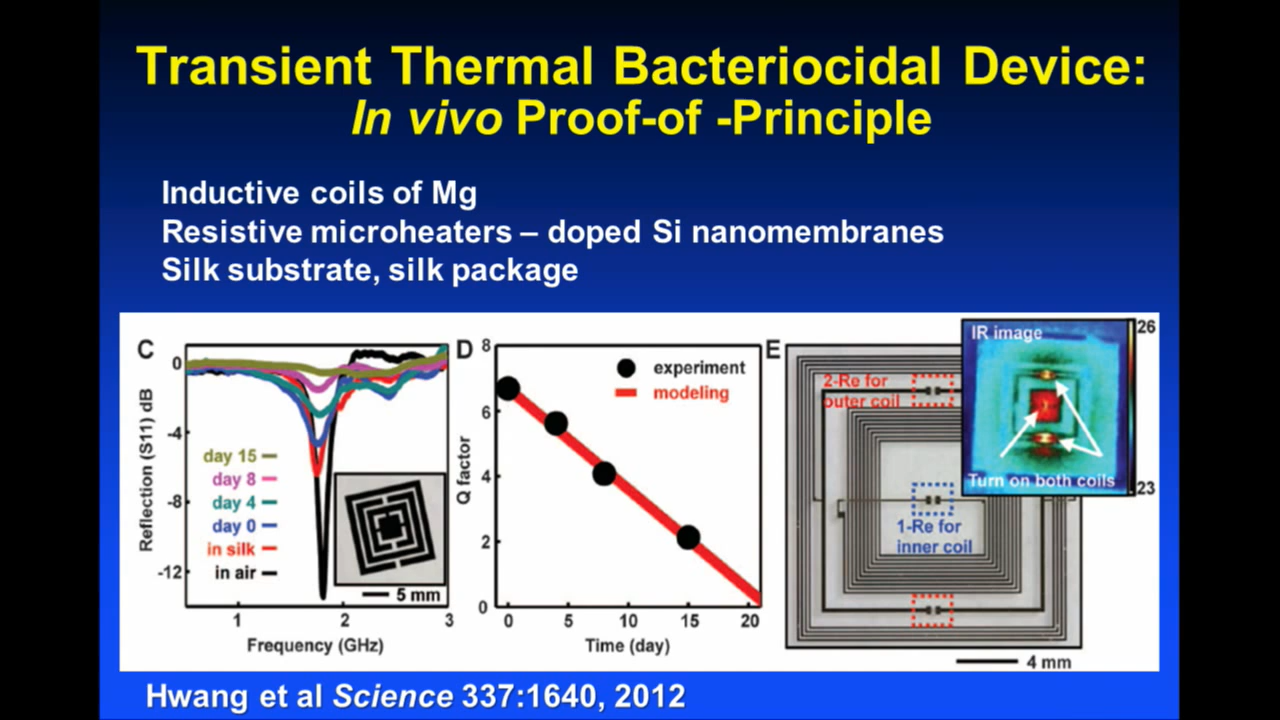 Transient Thermal Bacteriocidal Device:
In vivo Proof-of -Principle
Inductive coils of Mg
Resistive microheaters – doped Si nanomembranes
Silk substrate, silk package
C
Reflection (S11) dB
0
-4
-8
-12
day 15
day 8
day 4
day 0
in silk
in air
5 mm
1
2
3
Frequency (GHz)
D
Q factor
8
6
4
2
0
experiment
modeling
0
5
10
15
20
Time (day)
E
2-Re for
outer coil
1-Re for
inner coil
IR image
Turn on both coils
26
23
4 mm
Hwang et al Science 337:1640, 2012